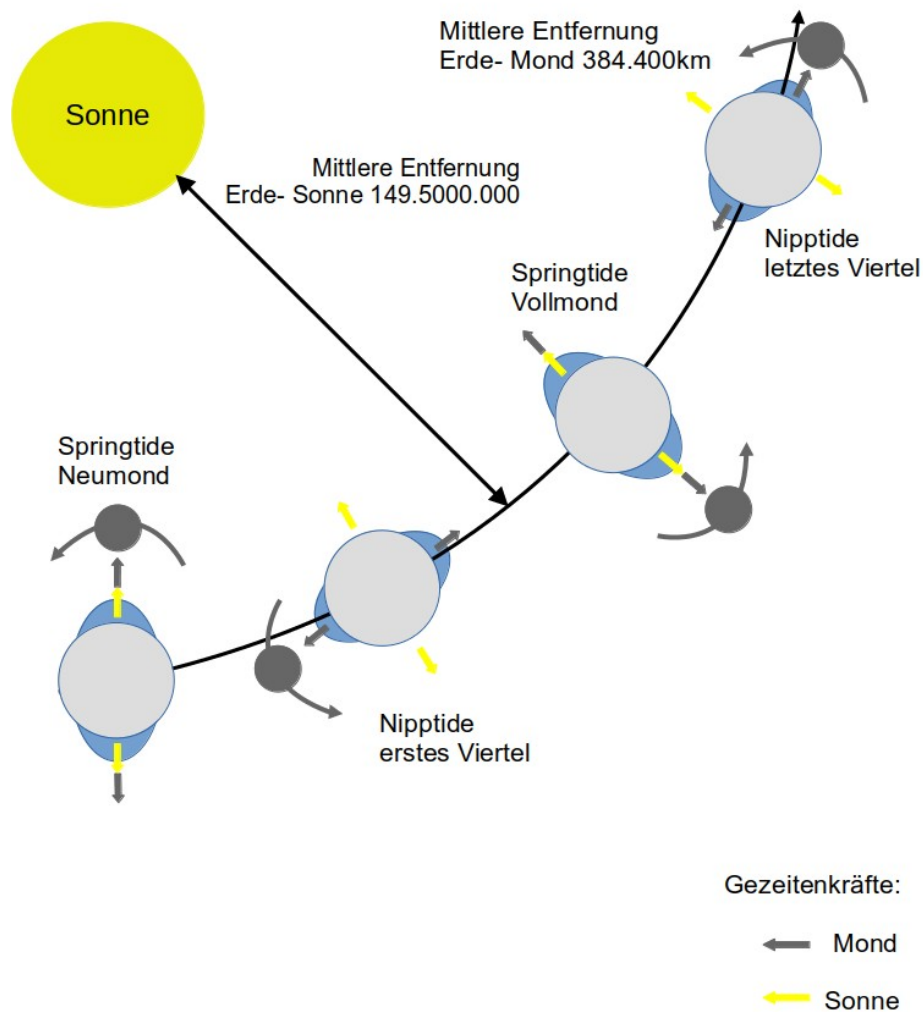 Mittlere Entfernung
Erde- Mond 384.400km
Sonne
Mittlere Entfernung
Erde- Sonne 149.5000.000
Nipptide
letztes Viertel
Springtide
Vollmond
Springtide
Neumond
Nipptide
erstes Viertel
Gezeitenkräfte:
Mond
Sonne